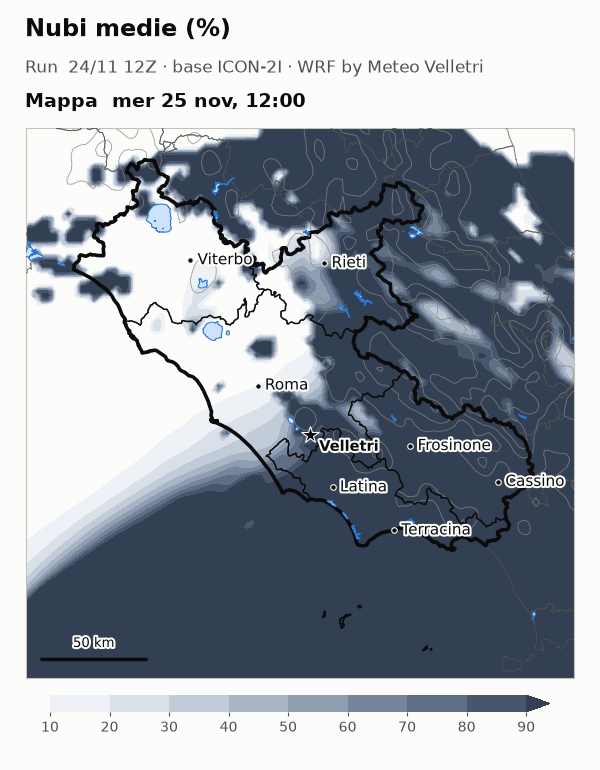 Nubi medie (%)
Run  24/11 12Z · base ICON-2I · WRF by Meteo Velletri
Mappa  mer 25 nov, 12:00
Viterbo
Rieti
Roma
Velletri
Frosinone
Latina
Cassino
Terracina
50 km
10 20 30 40 50 60 70 80 90